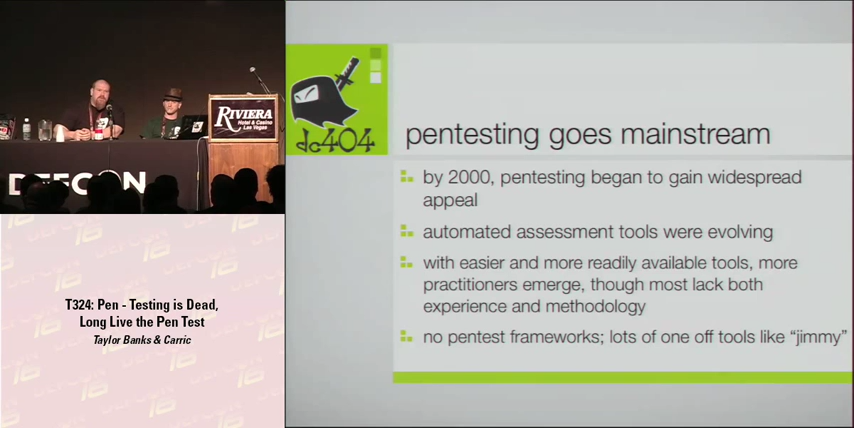 RIVIERA
Hotel & Casino
Las Vegas
DEFCON
T324: Pen - Testing is Dead,
Long Live the Pen Test
Taylor Banks & Carric
dc404
pentesting goes mainstream
by 2000, pentesting began to gain widespread
appeal
automated assessment tools were evolving
with easier and more readily available tools, more
practitioners emerge, though most lack both
experience and methodology
no pentest frameworks; lots of one off tools like “jimmy”